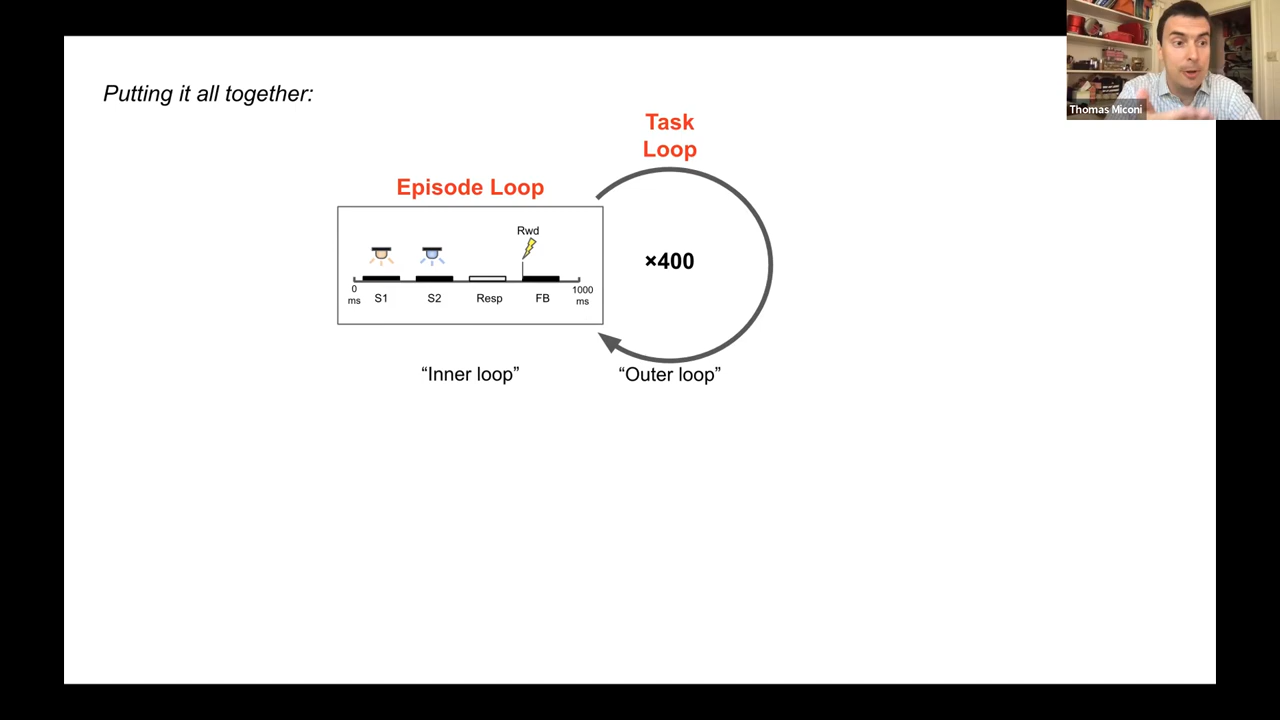 Putting it all together:
Thomas Miconi
Task
Loop
Episode Loop
Rwd
×400
0
ms
S1
S2
Resp
FB
1000
ms
“Inner loop”
“Outer loop”